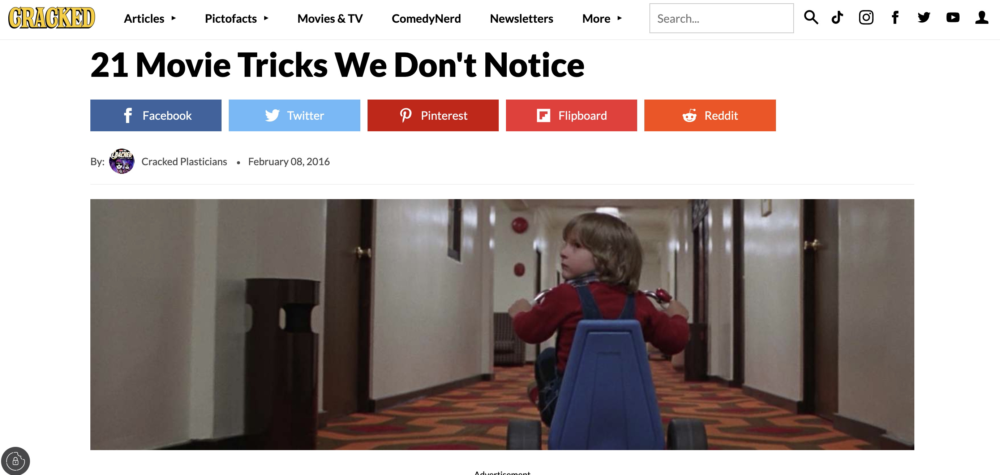 CRACKED
Articles ▸ Pictofacts ▸ Movies & TV ComedyNerd Newsletters More ▸ Search...
21 Movie Tricks We Don't Notice
Facebook Twitter Pinterest Flipboard Reddit
By: CRACKED Cracked Plasticians • February 08, 2016
Advertisement